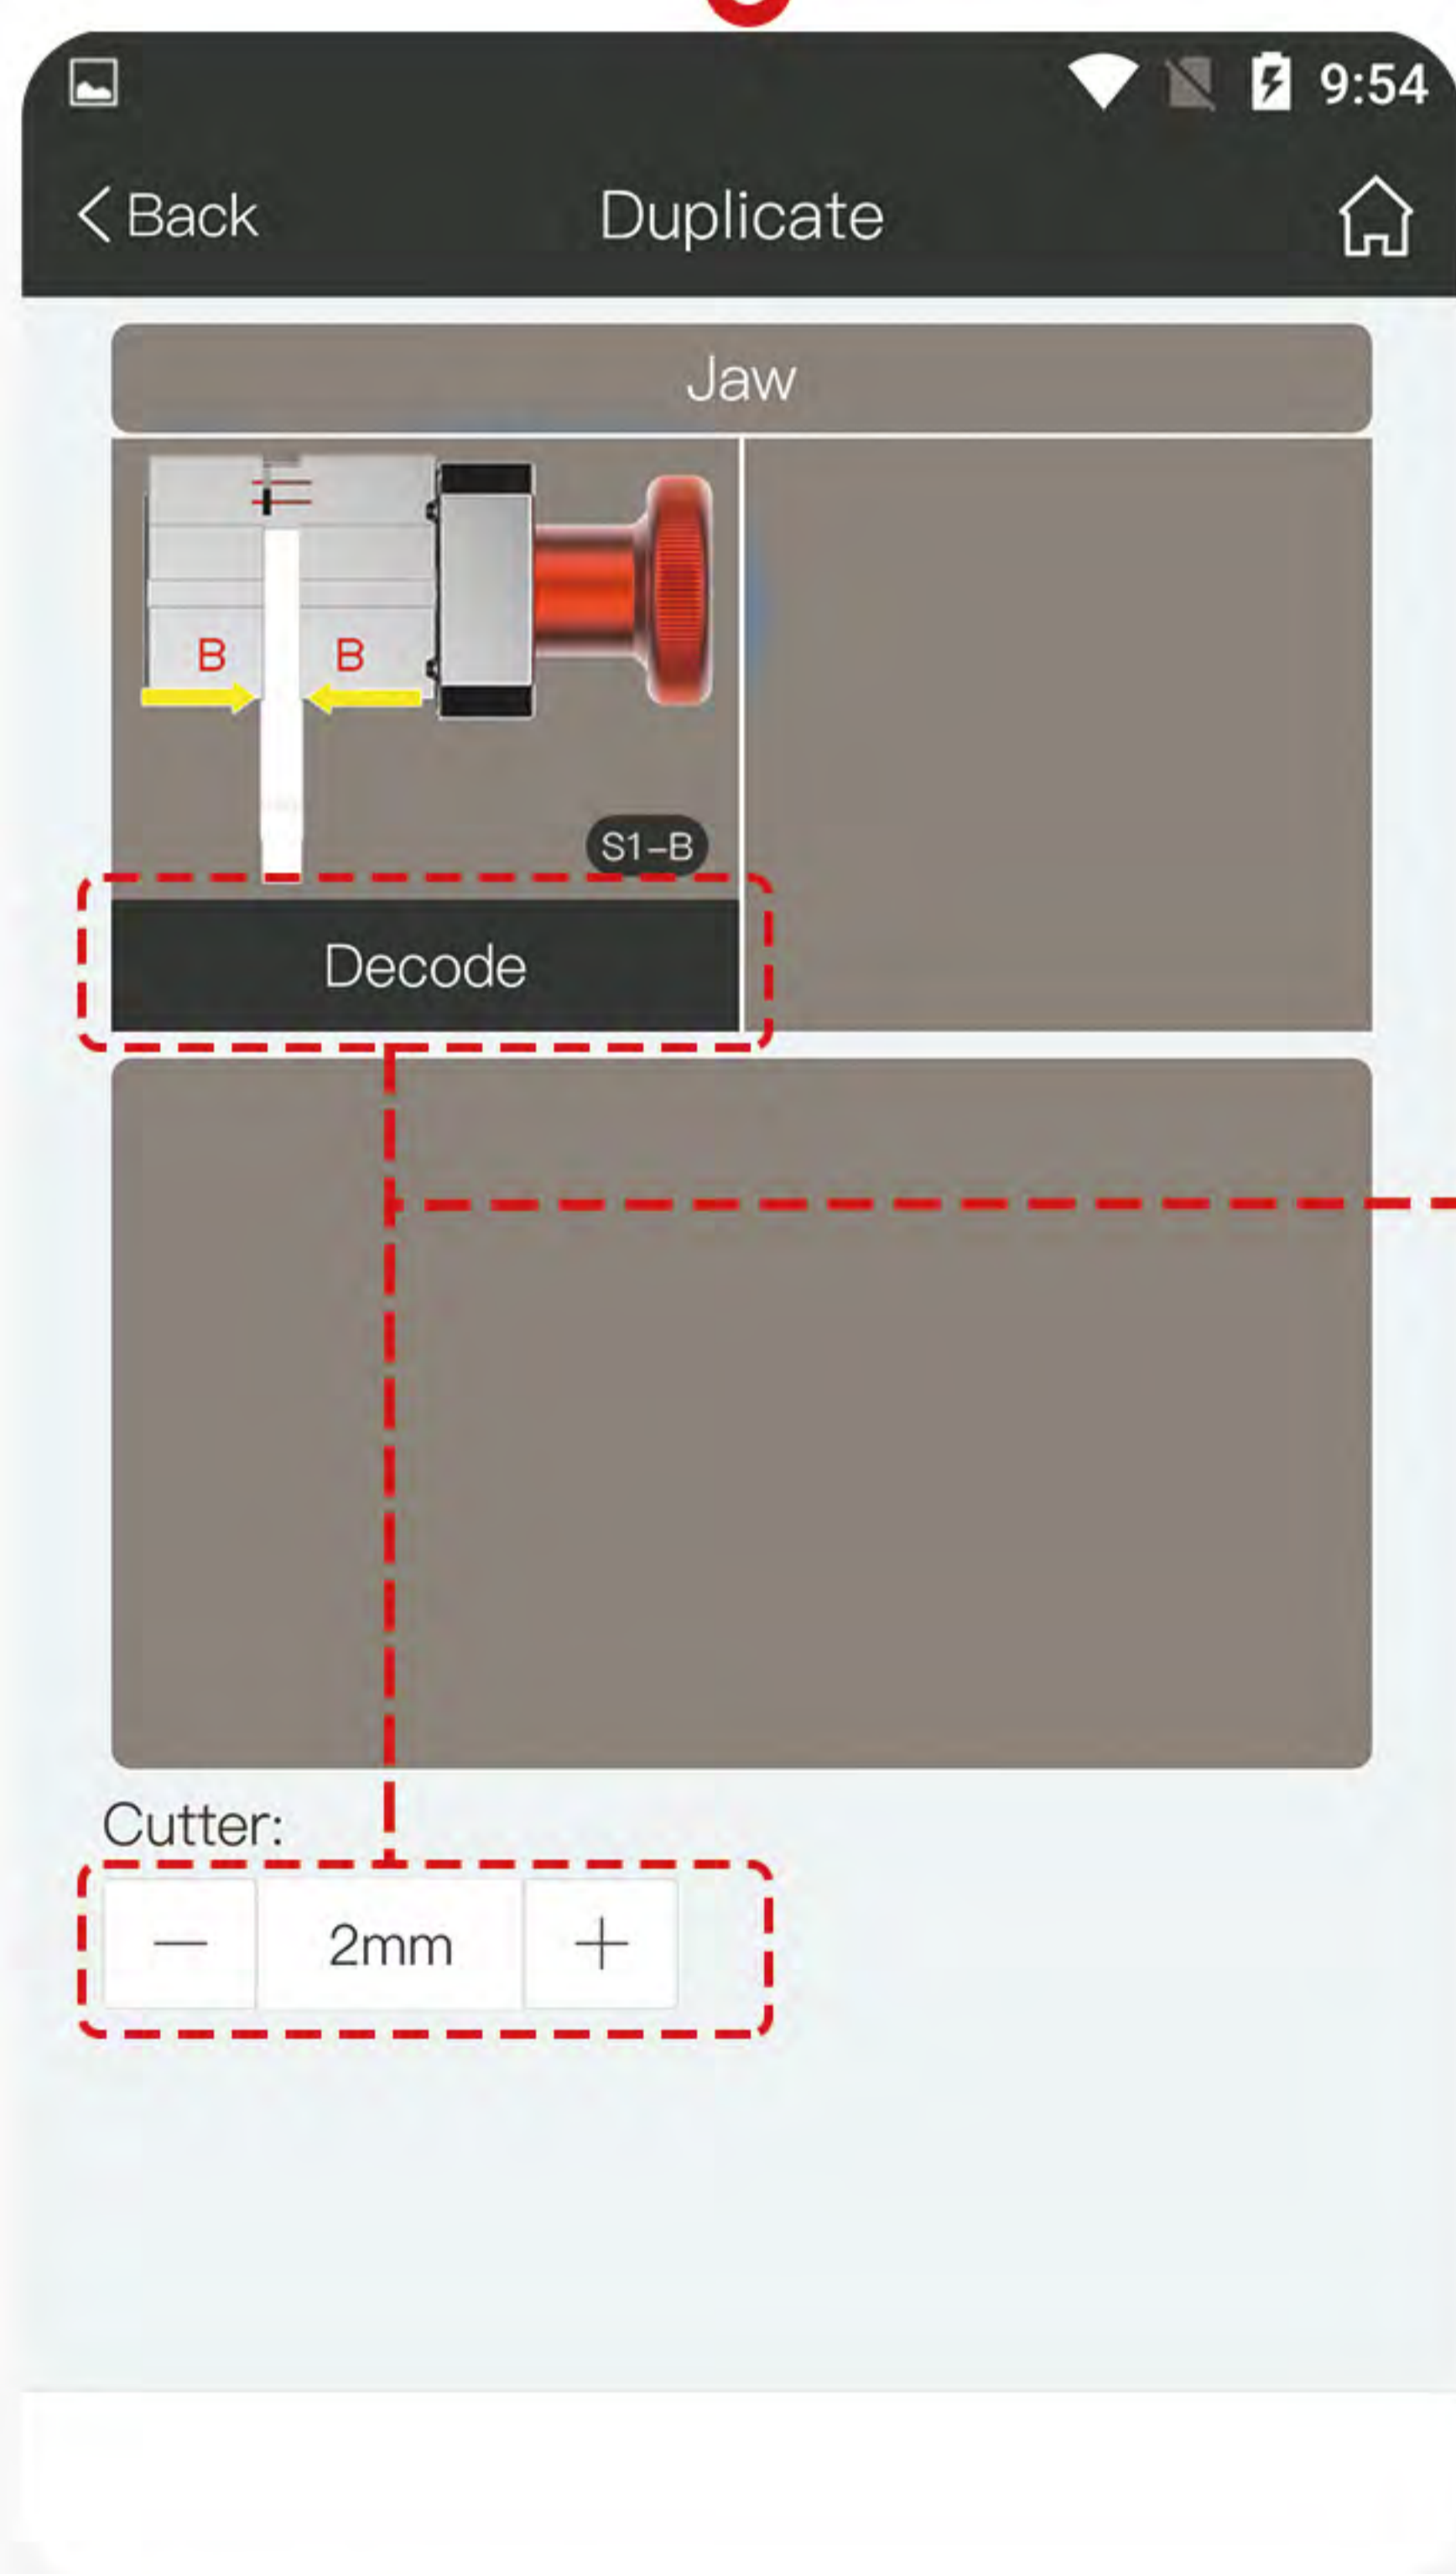 9:54
Back
Duplicate
Jaw
B B
S1-B
Decode
Cutter:
− 2mm +